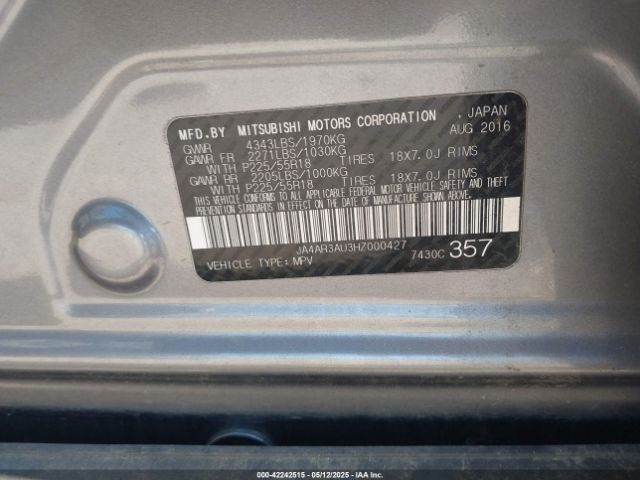 MFD.BY MITSUBISHI MOTORS CORPORATION , JAPAN
GVWR 4343LBS/1970KG AUG 2016
GAWR FR 2271LBS/1030KG
WITH P225/55R18 TIRES 18X7.0J RIMS
GAWR RR 2205LBS/1000KG
WITH P225/55R18 TIRES 18X7.0J RIMS
THIS VEHICLE CONFORMS TO ALL APPLICABLE FEDERAL MOTOR VEHICLE SAFETY AND THEFT
PREVENTION STANDARDS IN EFFECT ON THE DATE OF MANUFACTURE SHOWN ABOVE.
JA4AR3AU3HZ000427
VEHICLE TYPE: MPV 7430C 357
000-42242515 - 05/12/2025 - IAA Inc.